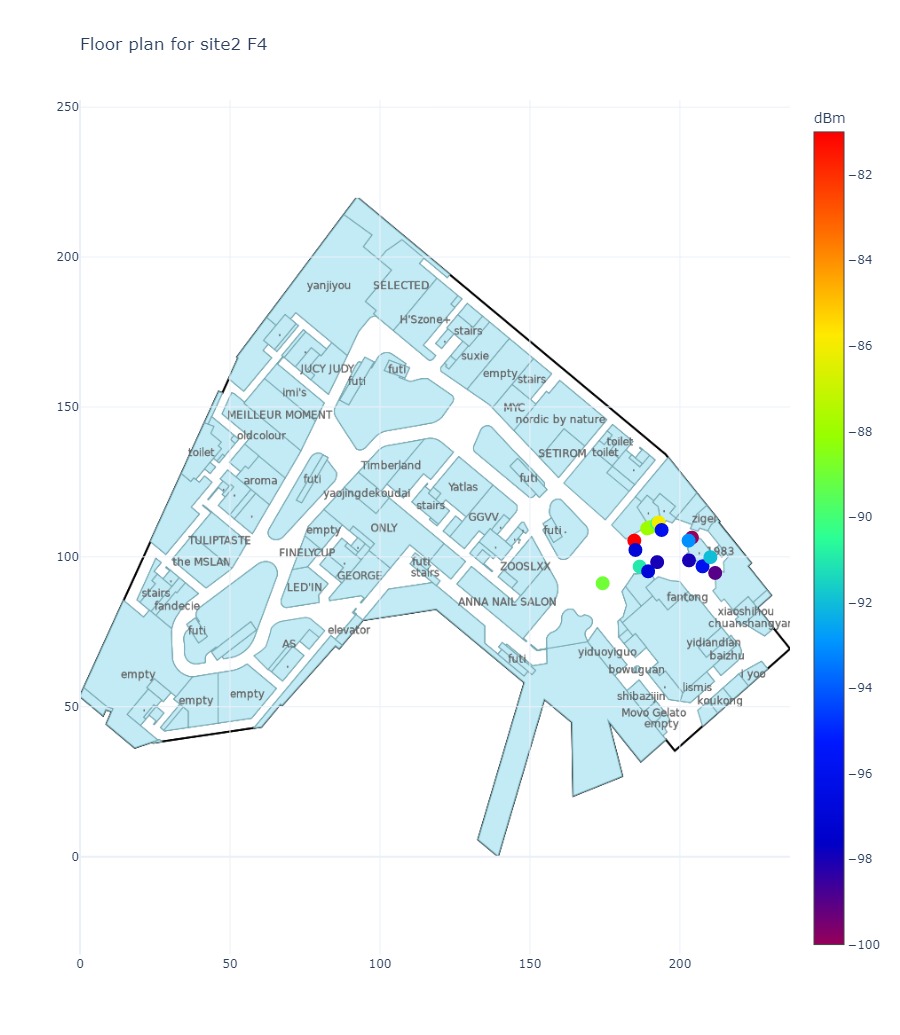 Floor plan for site2 F4
dBm
250
200
150
100
50
0
0
50
100
150
200
−82
−84
−86
−88
−90
−92
−94
−96
−98
−100
yanjiyou
SELECTED
H'Szone+
stairs
suxie
JUCY JUDY
futi
futi
empty
stairs
imi's
MEILLEUR MOMENT
MYC
nordic by nature
oldcolour
toilet
toilet
toilet
SETIROM
Timberland
aroma
futi
futi
yaojingdekoudai
Yatlas
stairs
GGVV
zigen
TULIPTASTE
empty
ONLY
futi
FINELYCUP
1983
the MSLAN
futi
stairs
ZOOSLXX
GEORGE
LED'IN
stairs
fandecie
ANNA NAIL SALON
fantong
xiaoshihou
chuanshangyar
futi
elevator
AS
yidiandian
baizhu
yiduoyiguo
futi
bowuguan
I yoo
empty
empty
empty
shibazijin
lismis
koukong
Movo Gelato
empty